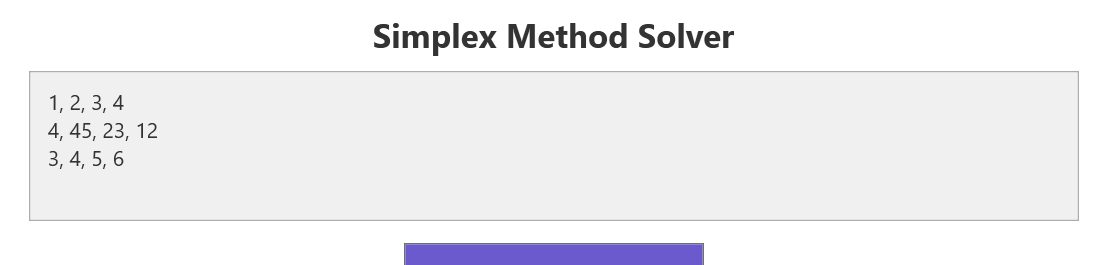 Simplex Method Solver
1, 2, 3, 4
4, 45, 23, 12
3, 4, 5, 6